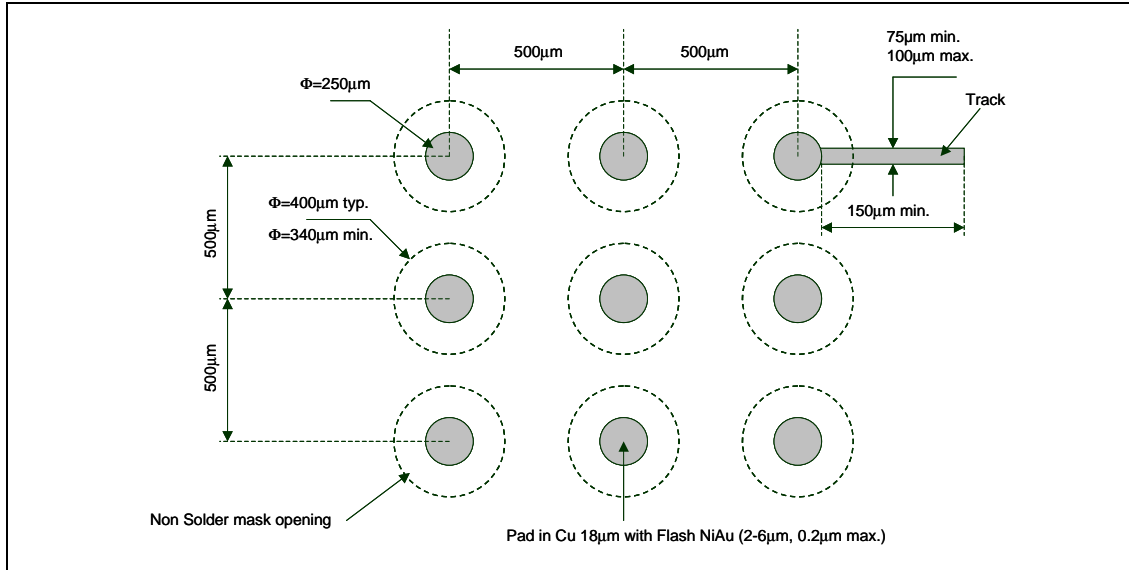 500µm
500µm
75µm min.
100µm max.
Φ=250µm
Track
Φ=400µm typ.
Φ=340µm min.
150µm min.
500µm
500µm
Non Solder mask opening
Pad in Cu 18µm with Flash NiAu (2-6µm, 0.2µm max.)